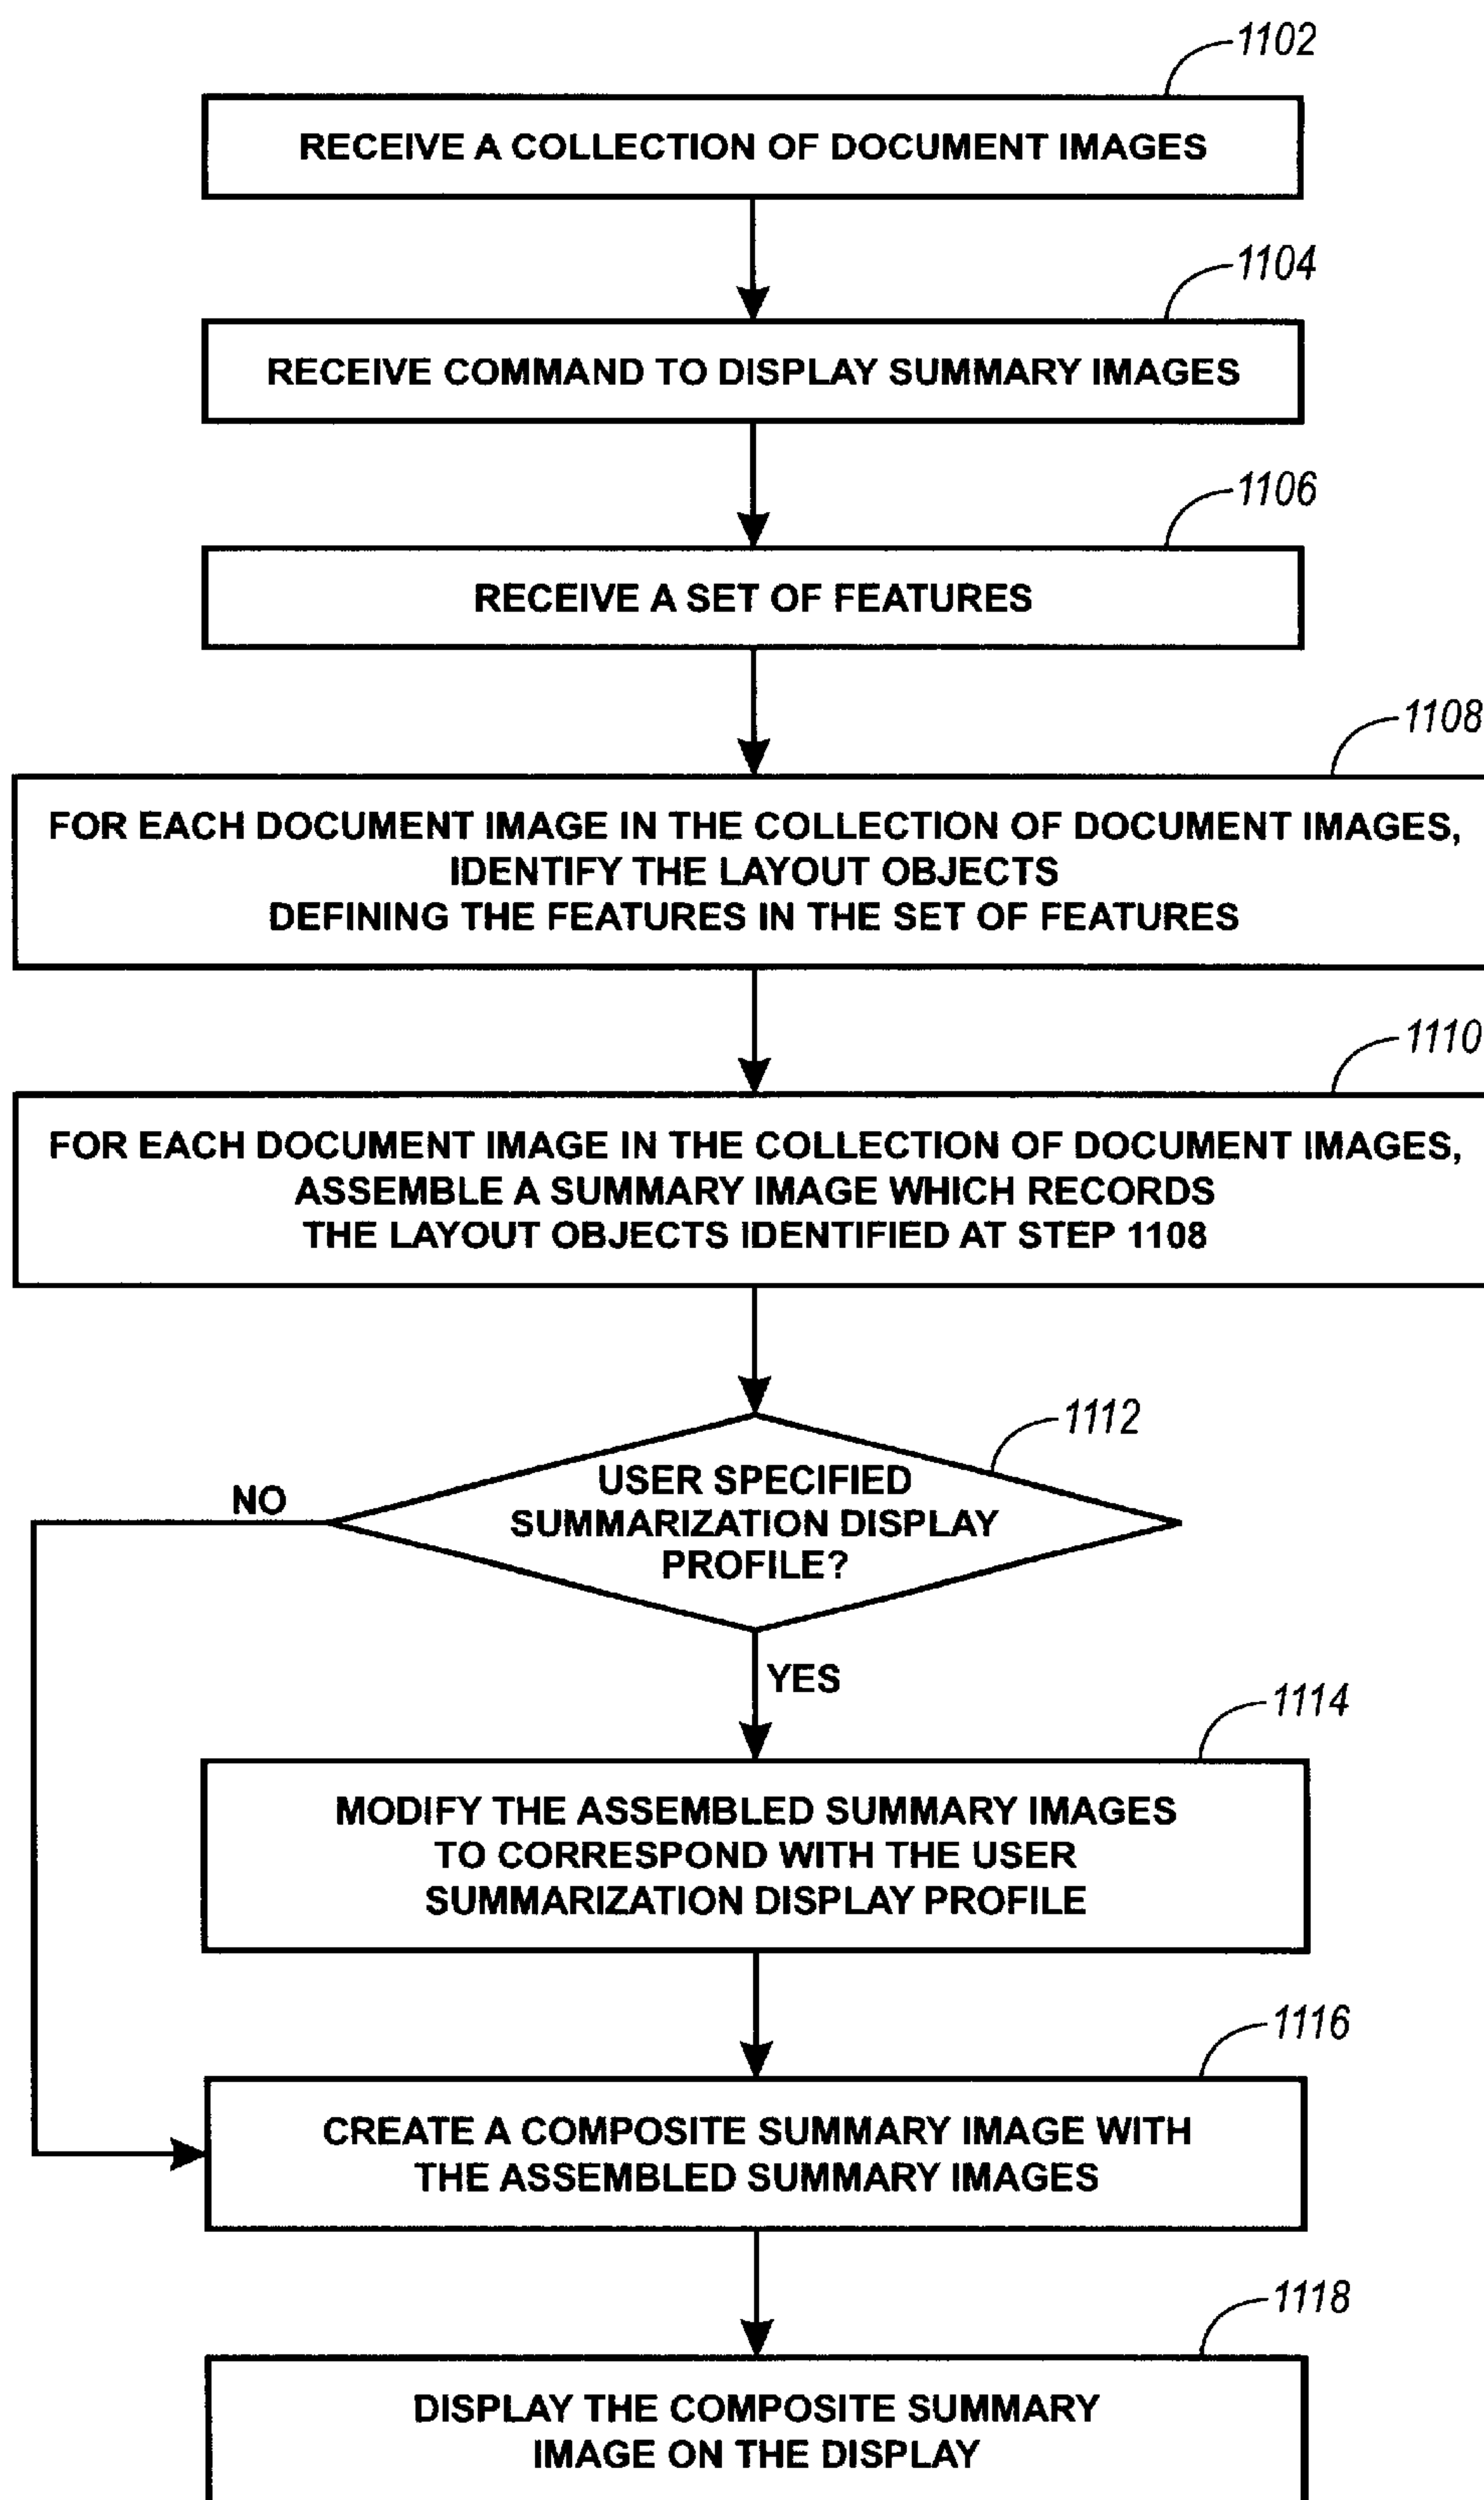 1102
RECEIVE A COLLECTION OF DOCUMENT IMAGES
1104
RECEIVE COMMAND TO DISPLAY SUMMARY IMAGES
1106
RECEIVE A SET OF FEATURES
1108
FOR EACH DOCUMENT IMAGE IN THE COLLECTION OF DOCUMENT IMAGES,
IDENTIFY THE LAYOUT OBJECTS
DEFINING THE FEATURES IN THE SET OF FEATURES
1110
FOR EACH DOCUMENT IMAGE IN THE COLLECTION OF DOCUMENT IMAGES,
ASSEMBLE A SUMMARY IMAGE WHICH RECORDS
THE LAYOUT OBJECTS IDENTIFIED AT STEP 1108
1112
USER SPECIFIED
SUMMARIZATION DISPLAY
PROFILE?
NO
YES
1114
MODIFY THE ASSEMBLED SUMMARY IMAGES
TO CORRESPOND WITH THE USER
SUMMARIZATION DISPLAY PROFILE
1116
CREATE A COMPOSITE SUMMARY IMAGE WITH
THE ASSEMBLED SUMMARY IMAGES
1118
DISPLAY THE COMPOSITE SUMMARY
IMAGE ON THE DISPLAY